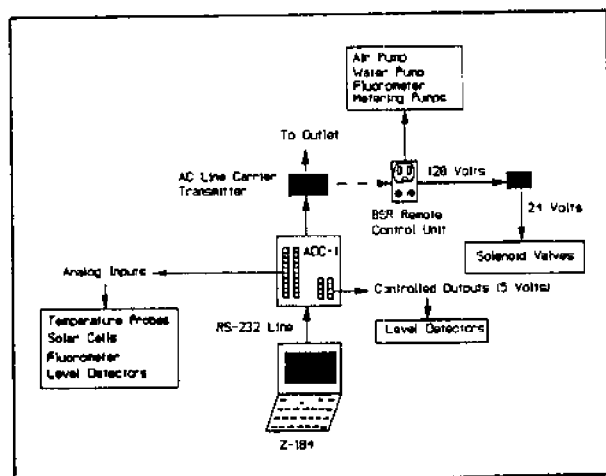 Air Pump
Water Pump
Fluorometer
Metering Pumps
To Outlet
AC Line Carrier
Transmitter
120 Volts
BSR Remote
Control Unit
24 Volts
Solenoid Valves
ADC-1
Analog Inputs
Controlled Outputs (5 Volts)
RS-232 Line
Level Detectors
Temperature Probes
Solar Cells
Fluorometer
Level Detectors
Z-184